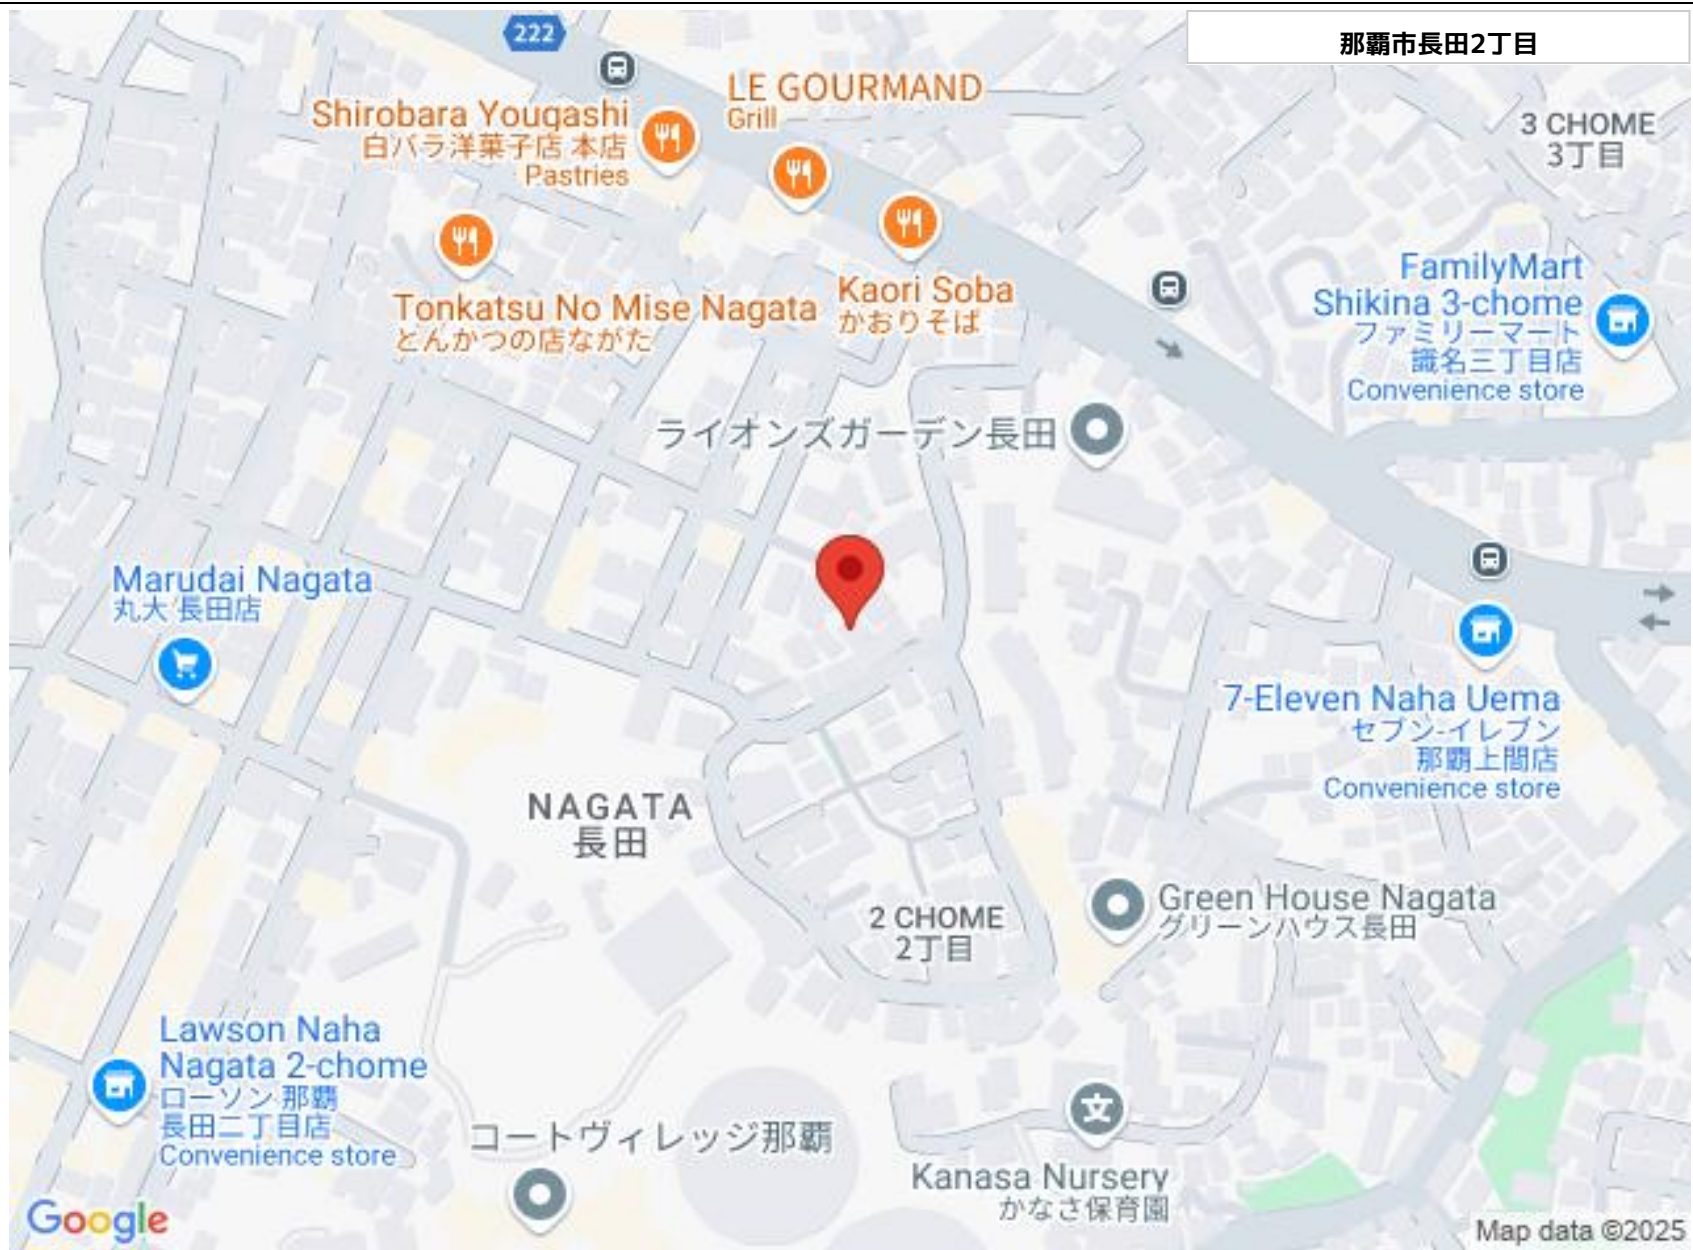 那覇市長田2丁目
222
LE GOURMAND
Grill
Shirobara Yougashi
白バラ洋菓子店 本店
Pastries
3 CHOME
3丁目
Tonkatsu No Mise Nagata
とんかつの店ながた
Kaori Soba
かおりそば
FamilyMart
Shikina 3-chome
ファミリーマート
識名三丁目店
Convenience store
ライオンズガーデン長田
Marudai Nagata
丸大 長田店
7-Eleven Naha Uema
セブン-イレブン
那覇上間店
Convenience store
NAGATA
長田
2 CHOME
2丁目
Green House Nagata
グリーンハウス長田
Lawson Naha
Nagata 2-chome
ローソン 那覇
長田二丁目店
Convenience store
コートヴィレッジ那覇
文
Kanasa Nursery
かなさ保育園
Google
Map data ©2025